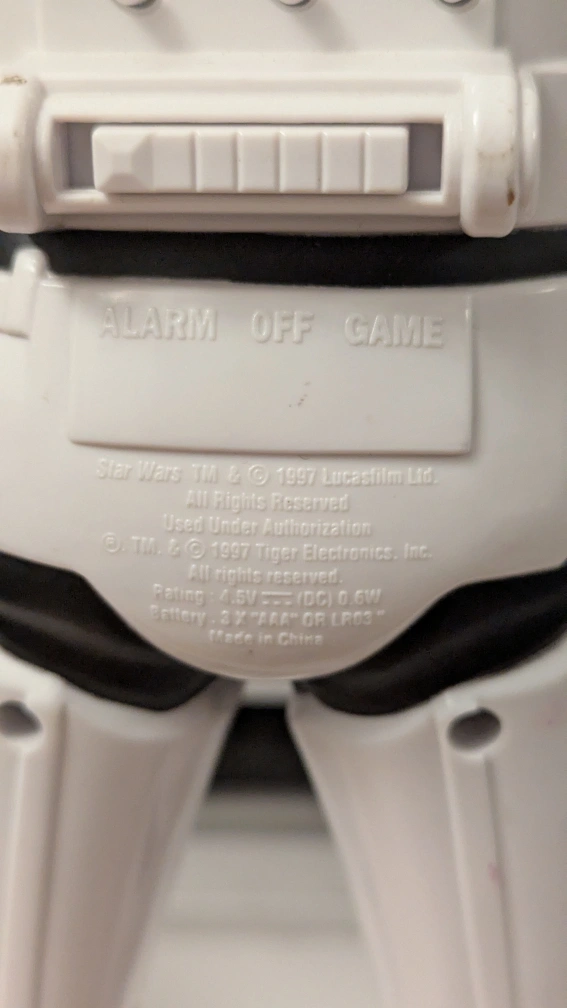 ALARM OFF GAME
Star Wars TM & © 1997 Lucasfilm Ltd.
All Rights Reserved
Used Under Authorization
®. TM. & © 1997 Tiger Electronics. Inc.
All rights reserved.
Rating : 4.5V ⎓ (DC) 0.6W
Battery : 3 X "AAA" OR LR03 "
Made in China